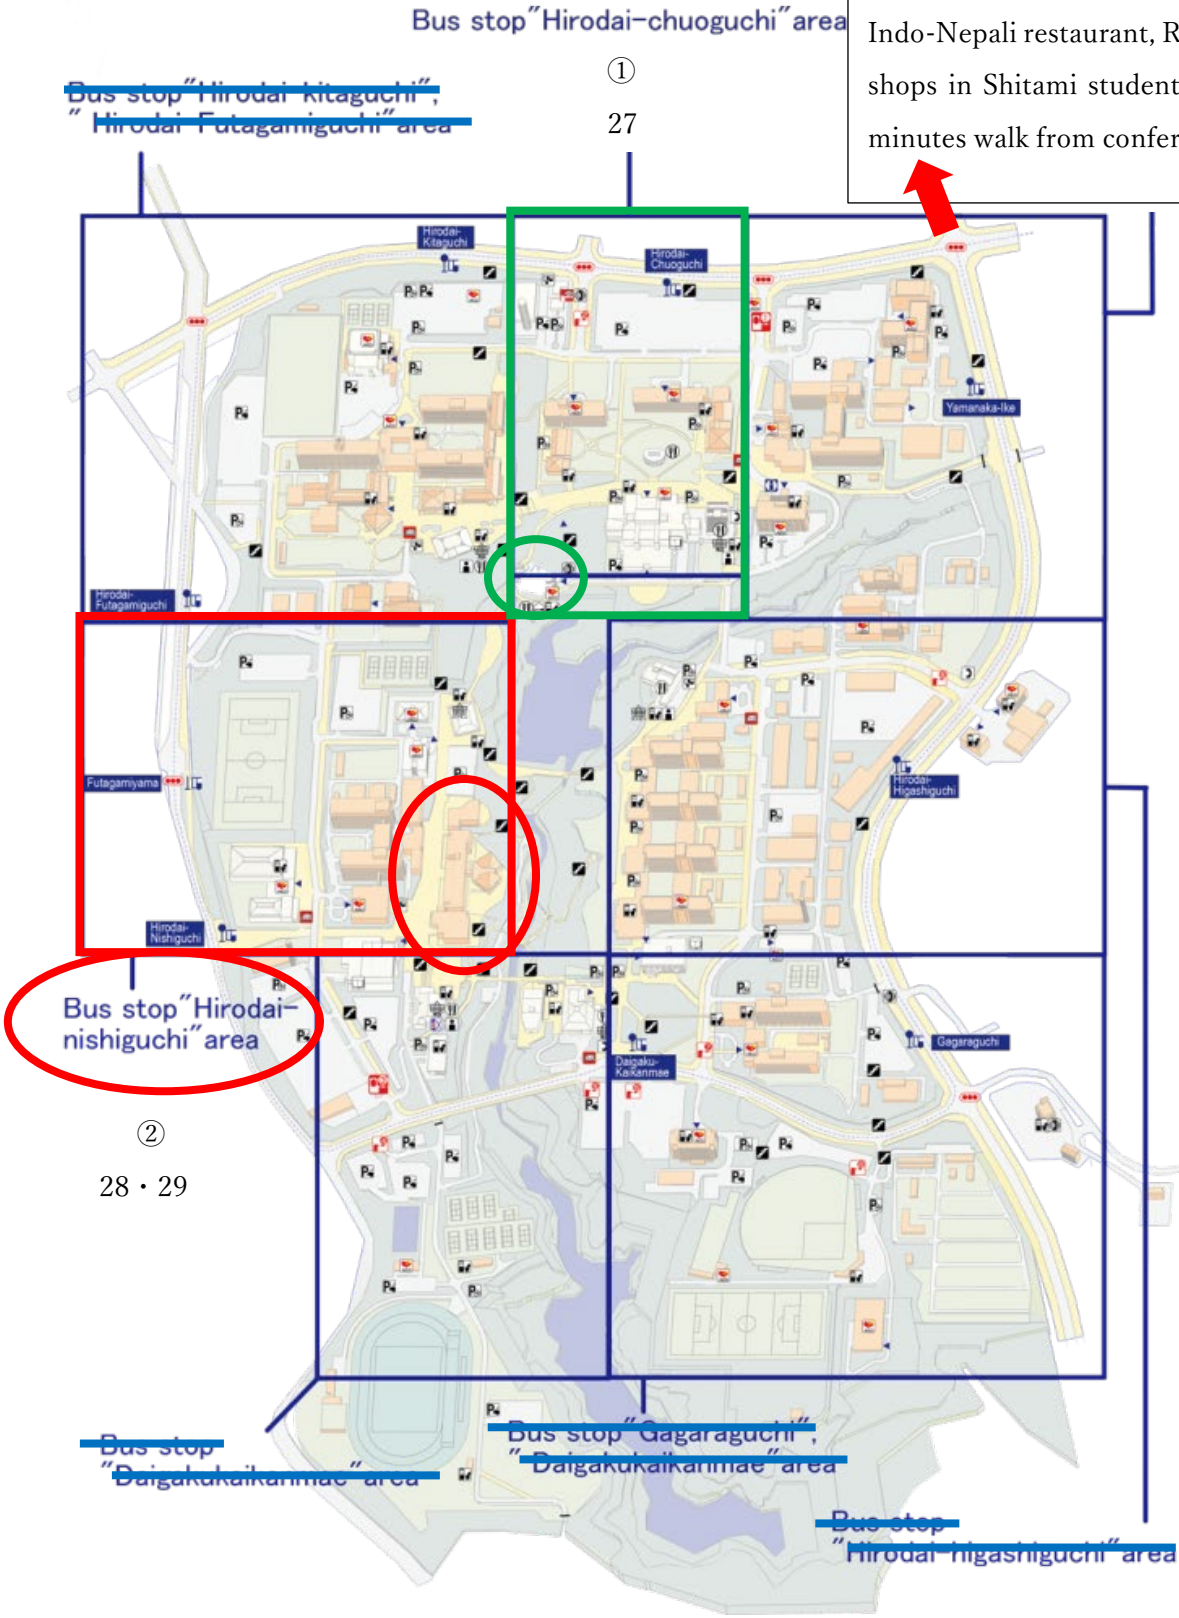 Bus stop"Hirodai-chuoguchi"area
①
27
Indo-Nepali restaurant, R
shops in Shitami student
minutes walk from confer
Bus stop"Hirodai-kitaguchi",
"Hirodai-Futagamiguchi"area
Hirodai-
Kitaguchi
Hirodai-
Chuoguchi
Yamanaka-Ike
Hirodai-
Futagamiguchi
Futagamiyama
Hirodai-
Higashiguchi
Hirodai-
Nishiguchi
Bus stop"Hirodai-
nishiguchi"area
②
28・29
Daigaku-
Kaikanmae
Gagaraguchi
Bus stop
"Daigakukaikanmae"area
Bus stop"Gagaraguchi",
"Daigakukaikanmae"area
Bus stop
"Hirodai-higashiguchi"area